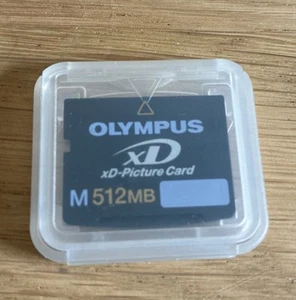 OLYMPUS
xD
xD-Picture Card
M 512MB